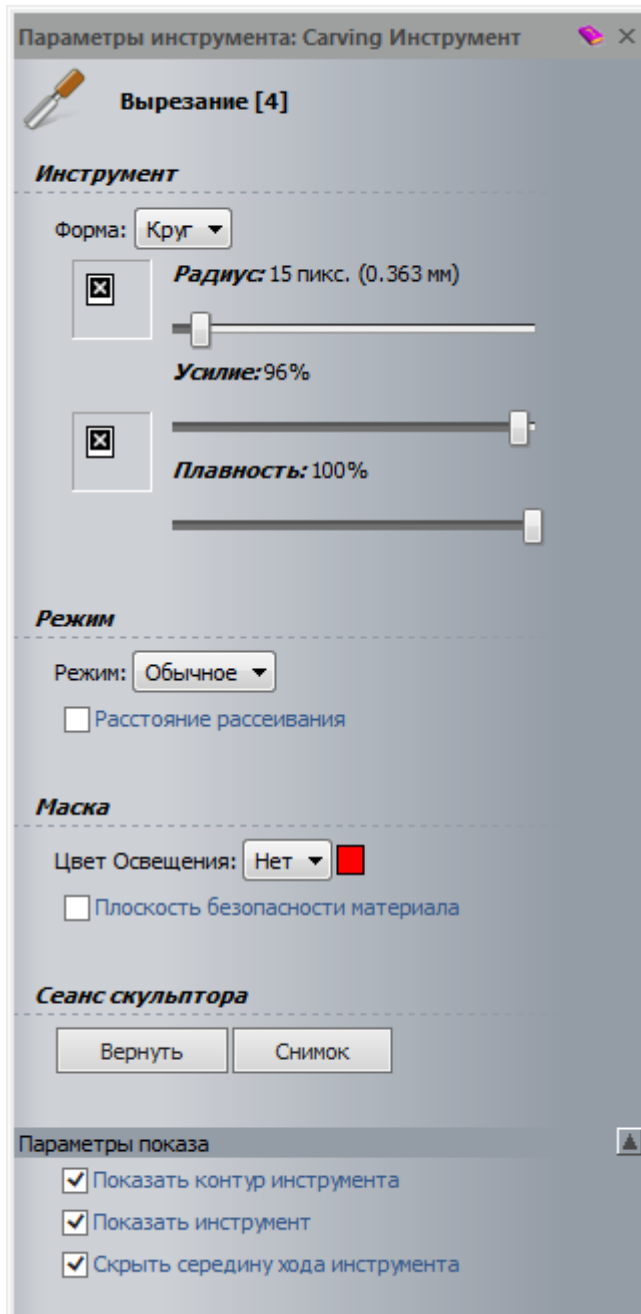 Параметры инструмента: Carving Инструмент
Вырезание [4]
Инструмент
Форма: Круг
Радиус: 15 пикс. (0.363 мм)
Усилие: 96%
Плавность: 100%
Режим
Режим: Обычное
Расстояние рассеивания
Маска
Цвет Освещения: Нет
Плоскость безопасности материала
Сеанс скульптора
Вернуть Снимок
Параметры показа
Показать контур инструмента
Показать инструмент
Скрыть середину хода инструмента